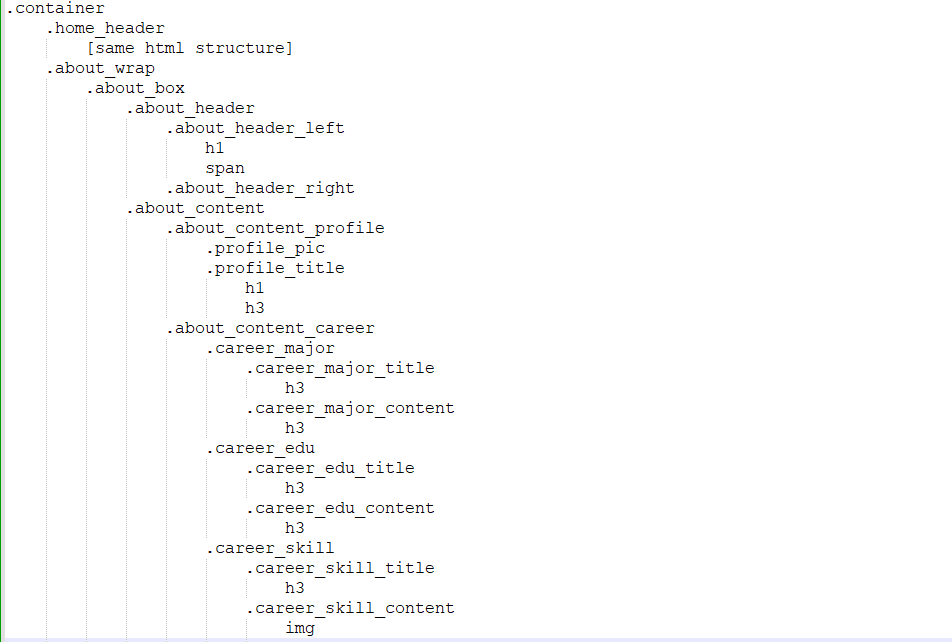 .container
.home_header
[same html structure]
.about_wrap
.about_box
.about_header
.about_header_left
h1
span
.about_header_right
.about_content
.about_content_profile
.profile_pic
.profile_title
h1
h3
.about_content_career
.career_major
.career_major_title
h3
.career_major_content
h3
.career_edu
.career_edu_title
h3
.career_edu_content
h3
.career_skill
.career_skill_title
h3
.career_skill_content
img